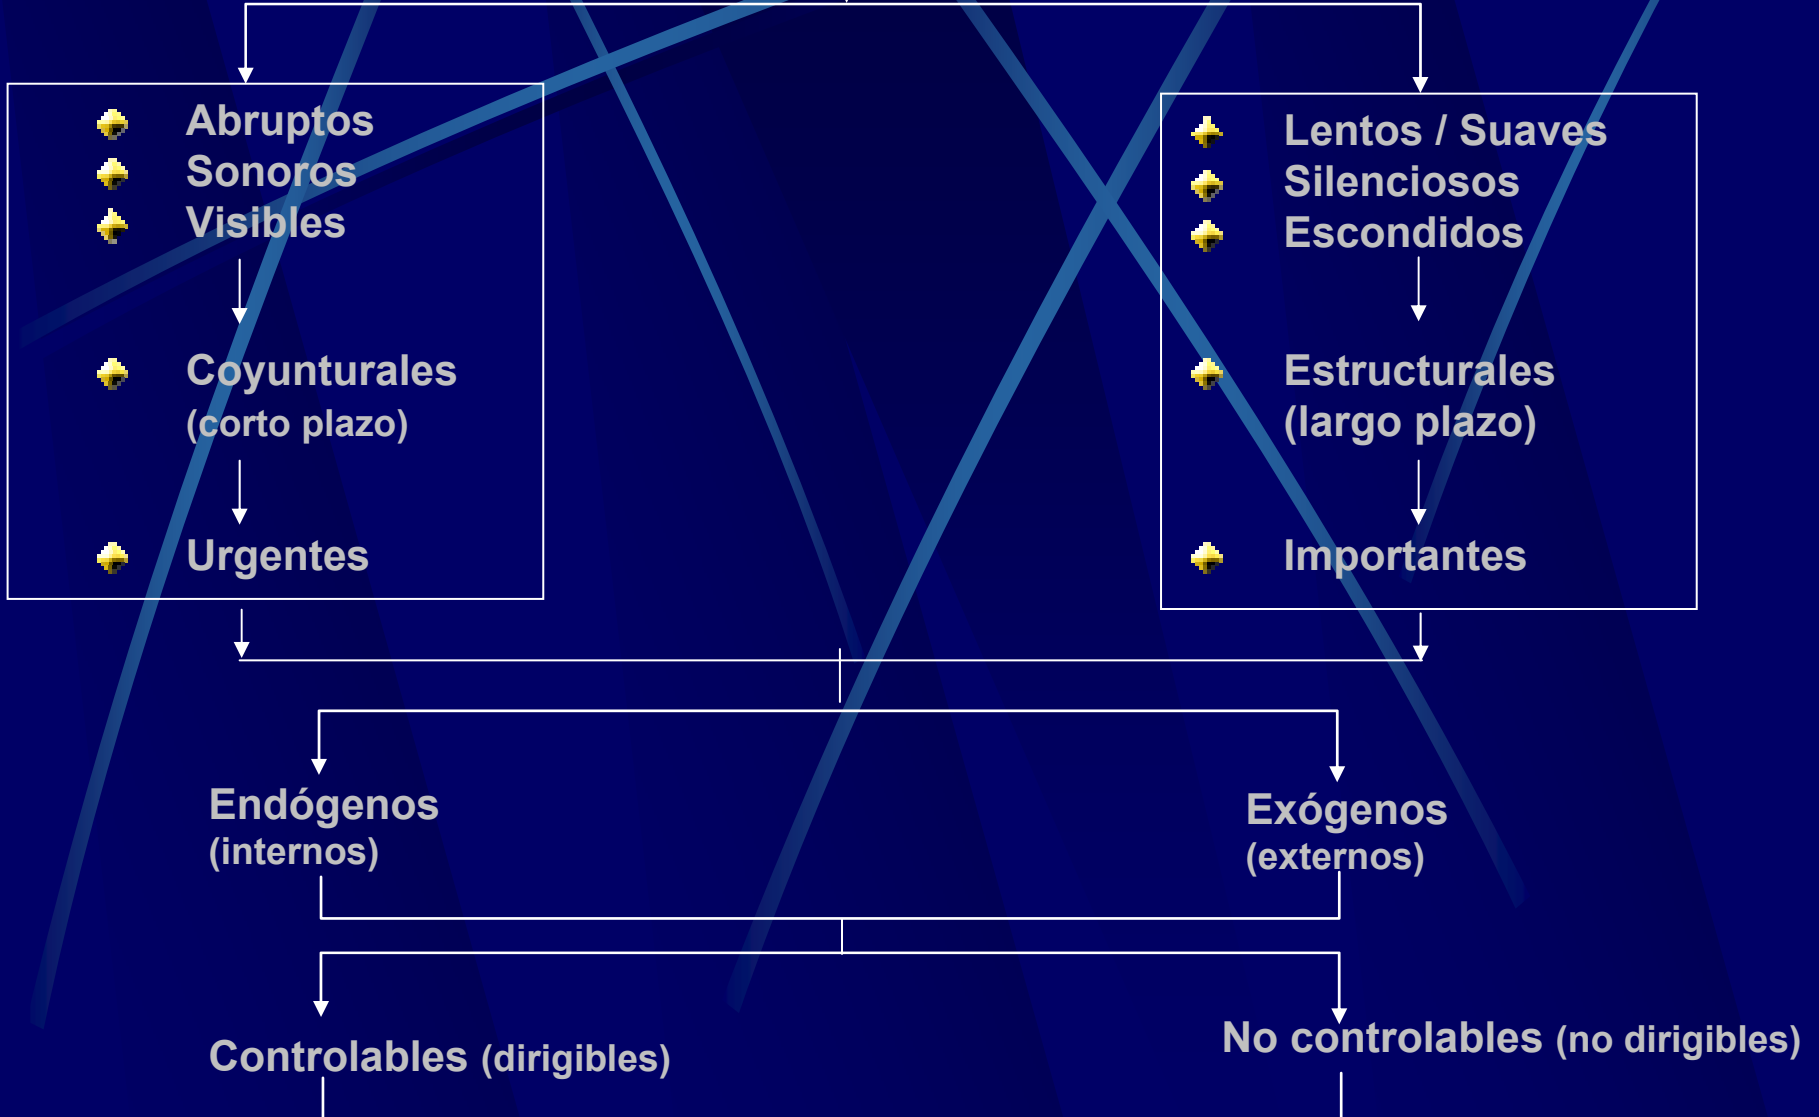 Abruptos
Sonoros
Visibles
Coyunturales
(corto plazo)
Urgentes
Lentos / Suaves
Silenciosos
Escondidos
Estructurales
(largo plazo)
Importantes
Endógenos
(internos)
Exógenos
(externos)
Controlables (dirigibles)
No controlables (no dirigibles)